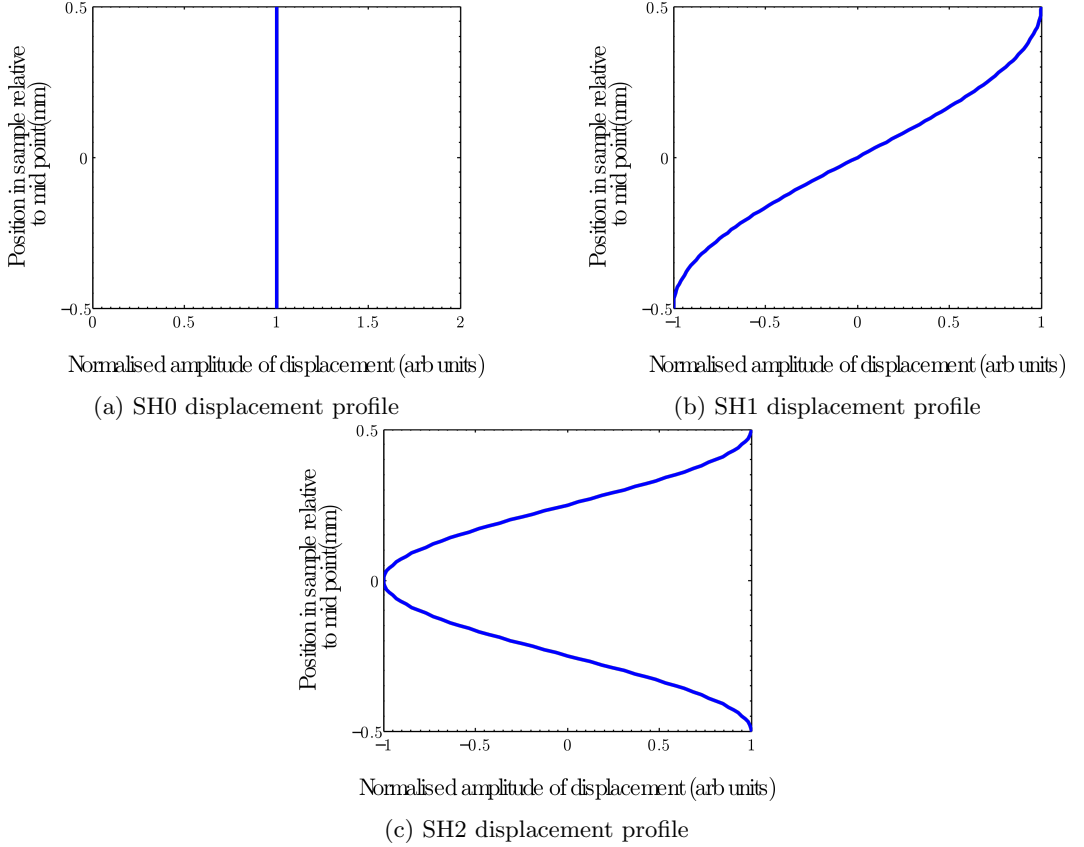 0.5
0
−0.5
0
0.5
1
1.5
2
Position in sample relative
to mid point(mm)
Normalised amplitude of displacement (arb units)
(a) SH0 displacement profile
0.5
0
−0.5
−1
−0.5
0
0.5
1
Position in sample relative
to mid point(mm)
Normalised amplitude of displacement (arb units)
(b) SH1 displacement profile
0.5
0
−0.5
−1
−0.5
0
0.5
1
Position in sample relative
to mid point(mm)
Normalised amplitude of displacement (arb units)
(c) SH2 displacement profile